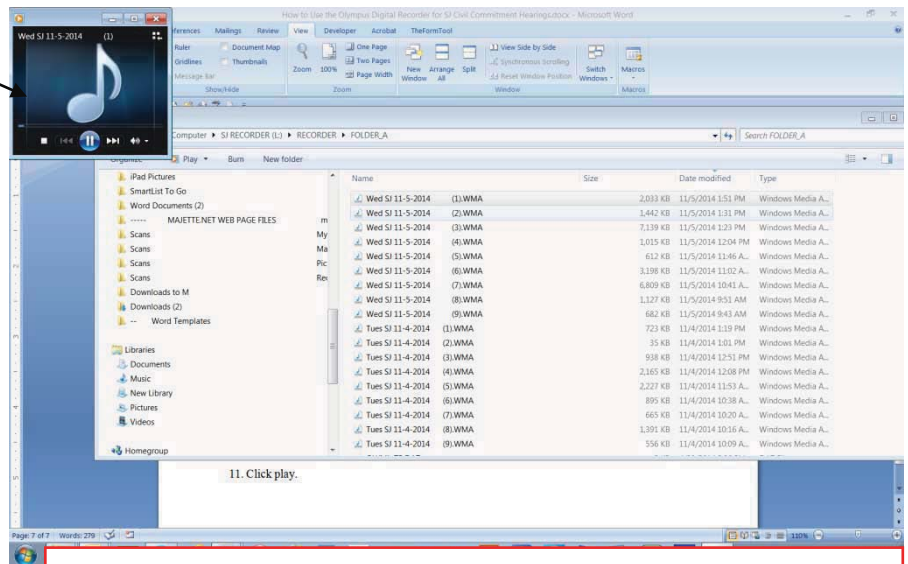 How to Use the Olympus Digital Recorder for SJ Civil Commitment Hearings.docx - Microsoft Word
Wed SJ 11-5-2014 (1)
ferences Mailings Review View Developer Acrobat TheFormTool
Ruler Document Map
Gridlines Thumbnails
Message Bar
Show/Hide
Zoom 100%
One Page
Two Pages
Page Width
Zoom
New Window Arrange All Split
View Side by Side
Synchronous Scrolling
Reset Window Position
Window
Switch Windows
Macros
Macros
Computer ▸ SJ RECORDER (L:) ▸ RECORDER ▸ FOLDER_A
Search FOLDER_A
Organize Play Burn New folder
iPad Pictures
SmartList To Go
Word Documents (2)
----- MAJETTE.NET WEB PAGE FILES m
Scans My
Scans Ma
Scans Pic
Scans Rec
Downloads to M
Downloads (2)
-- Word Templates
Libraries
Documents
Music
New Library
Pictures
Videos
Homegroup
Name Size Date modified Type
Wed SJ 11-5-2014 (1).WMA 2,033 KB 11/5/2014 1:51 PM Windows Media A...
Wed SJ 11-5-2014 (2).WMA 1,442 KB 11/5/2014 1:31 PM Windows Media A...
Wed SJ 11-5-2014 (3).WMA 7,139 KB 11/5/2014 1:23 PM Windows Media A...
Wed SJ 11-5-2014 (4).WMA 1,015 KB 11/5/2014 12:04 PM Windows Media A...
Wed SJ 11-5-2014 (5).WMA 612 KB 11/5/2014 11:46 A... Windows Media A...
Wed SJ 11-5-2014 (6).WMA 3,198 KB 11/5/2014 11:02 A... Windows Media A...
Wed SJ 11-5-2014 (7).WMA 6,809 KB 11/5/2014 10:41 A... Windows Media A...
Wed SJ 11-5-2014 (8).WMA 1,127 KB 11/5/2014 9:51 AM Windows Media A...
Wed SJ 11-5-2014 (9).WMA 682 KB 11/5/2014 9:43 AM Windows Media A...
Tues SJ 11-4-2014 (1).WMA 723 KB 11/4/2014 1:19 PM Windows Media A...
Tues SJ 11-4-2014 (2).WMA 35 KB 11/4/2014 1:01 PM Windows Media A...
Tues SJ 11-4-2014 (3).WMA 938 KB 11/4/2014 12:51 PM Windows Media A...
Tues SJ 11-4-2014 (4).WMA 2,165 KB 11/4/2014 12:08 PM Windows Media A...
Tues SJ 11-4-2014 (5).WMA 2,227 KB 11/4/2014 11:53 A... Windows Media A...
Tues SJ 11-4-2014 (6).WMA 895 KB 11/4/2014 10:38 A... Windows Media A...
Tues SJ 11-4-2014 (7).WMA 665 KB 11/4/2014 10:20 A... Windows Media A...
Tues SJ 11-4-2014 (8).WMA 1,391 KB 11/4/2014 10:16 A... Windows Media A...
Tues SJ 11-4-2014 (9).WMA 556 KB 11/4/2014 10:09 A... Windows Media A...
11. Click play.
Page: 7 of 7 Words: 279 110%